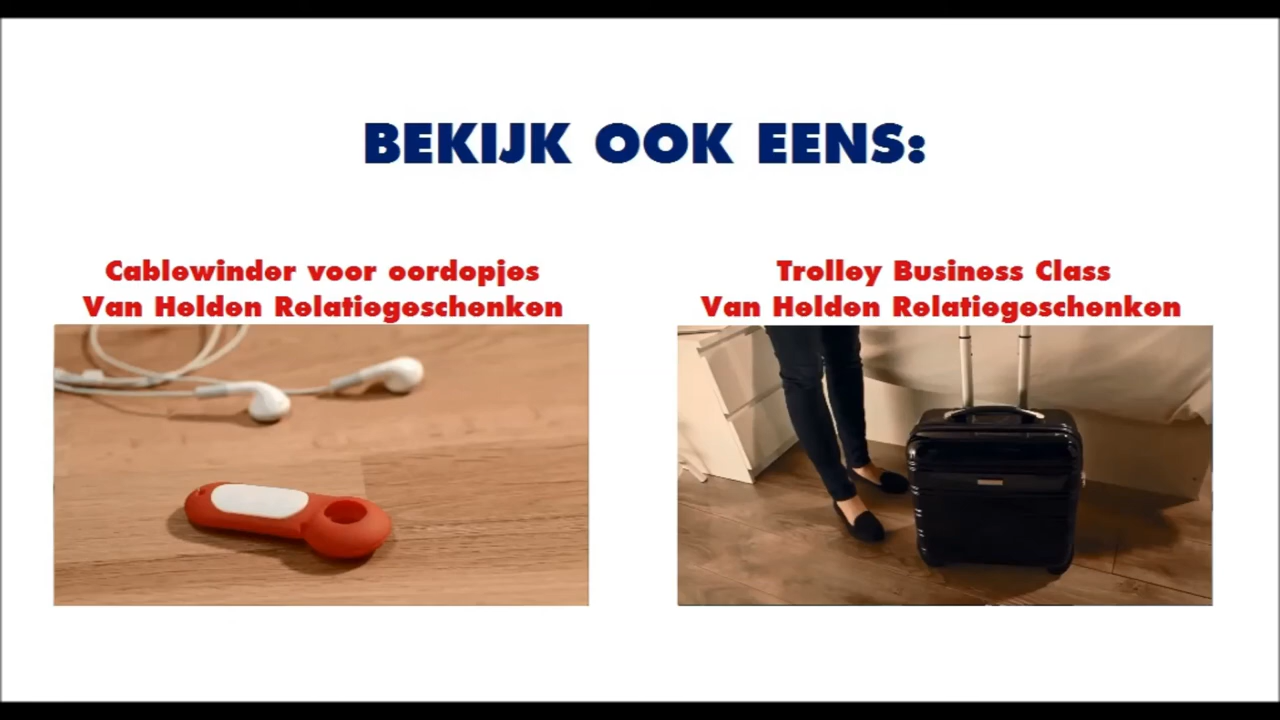 BEKIJK OOK EENS:
Cablewinder voor oordopjes
Van Helden Relatiegeschenken
Trolley Business Class
Van Helden Relatiegeschenken